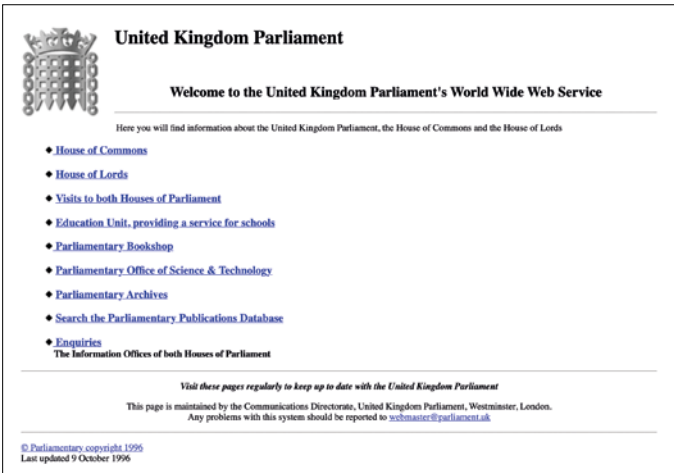 United Kingdom Parliament
Welcome to the United Kingdom Parliament's World Wide Web Service
Here you will find information about the United Kingdom Parliament, the House of Commons and the House of Lords
House of Commons
House of Lords
Visits to both Houses of Parliament
Education Unit, providing a service for schools
Parliamentary Bookshop
Parliamentary Office of Science & Technology
Parliamentary Archives
Search the Parliamentary Publications Database
Enquiries
The Information Offices of both Houses of Parliament
Visit these pages regularly to keep up to date with the United Kingdom Parliament
This page is maintained by the Communications Directorate, United Kingdom Parliament, Westminster, London.
Any problems with this system should be reported to webmaster@parliament.uk
© Parliamentary copyright 1996
Last updated 9 October 1996